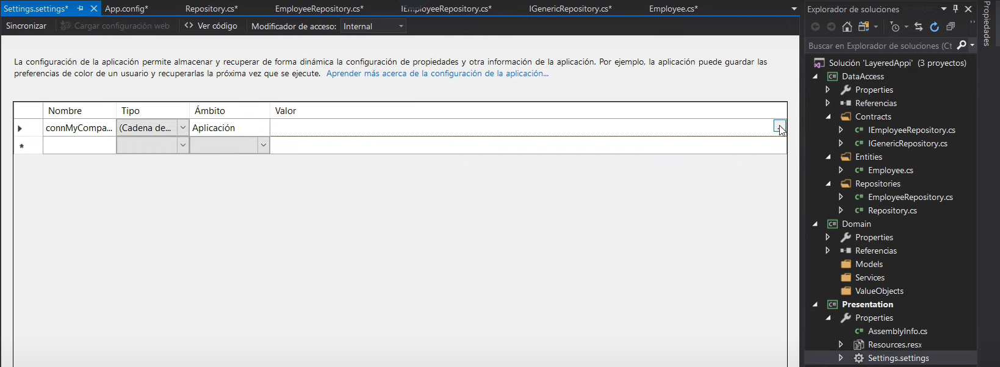 Settings.settings*
App.config*
Repository.cs*
EmployeeRepository.cs*
IEmployeeRepository.cs*
IGenericRepository.cs*
Employee.cs*
Sincronizar
Cargar configuración web
Ver código
Modificador de acceso:
Internal
La configuración de la aplicación permite almacenar y recuperar de forma dinámica la configuración de propiedades y otra información de la aplicación. Por ejemplo, la aplicación puede guardar las
preferencias de color de un usuario y recuperarlas la próxima vez que se ejecute. Aprender más acerca de la configuración de la aplicación...
Nombre Tipo Ámbito Valor
connMyCompa... (Cadena de... Aplicación
*
Explorador de soluciones
Buscar en Explorador de soluciones (Ct
Solución 'LayeredAppi' (3 proyectos)
C# DataAccess
Properties
Referencias
Contracts
C# IEmployeeRepository.cs
C# IGenericRepository.cs
Entities
C# Employee.cs
Repositories
C# EmployeeRepository.cs
C# Repository.cs
C# Domain
Properties
Referencias
Models
Services
ValueObjects
C# Presentation
Properties
C# AssemblyInfo.cs
Resources.resx
Settings.settings
Propiedades